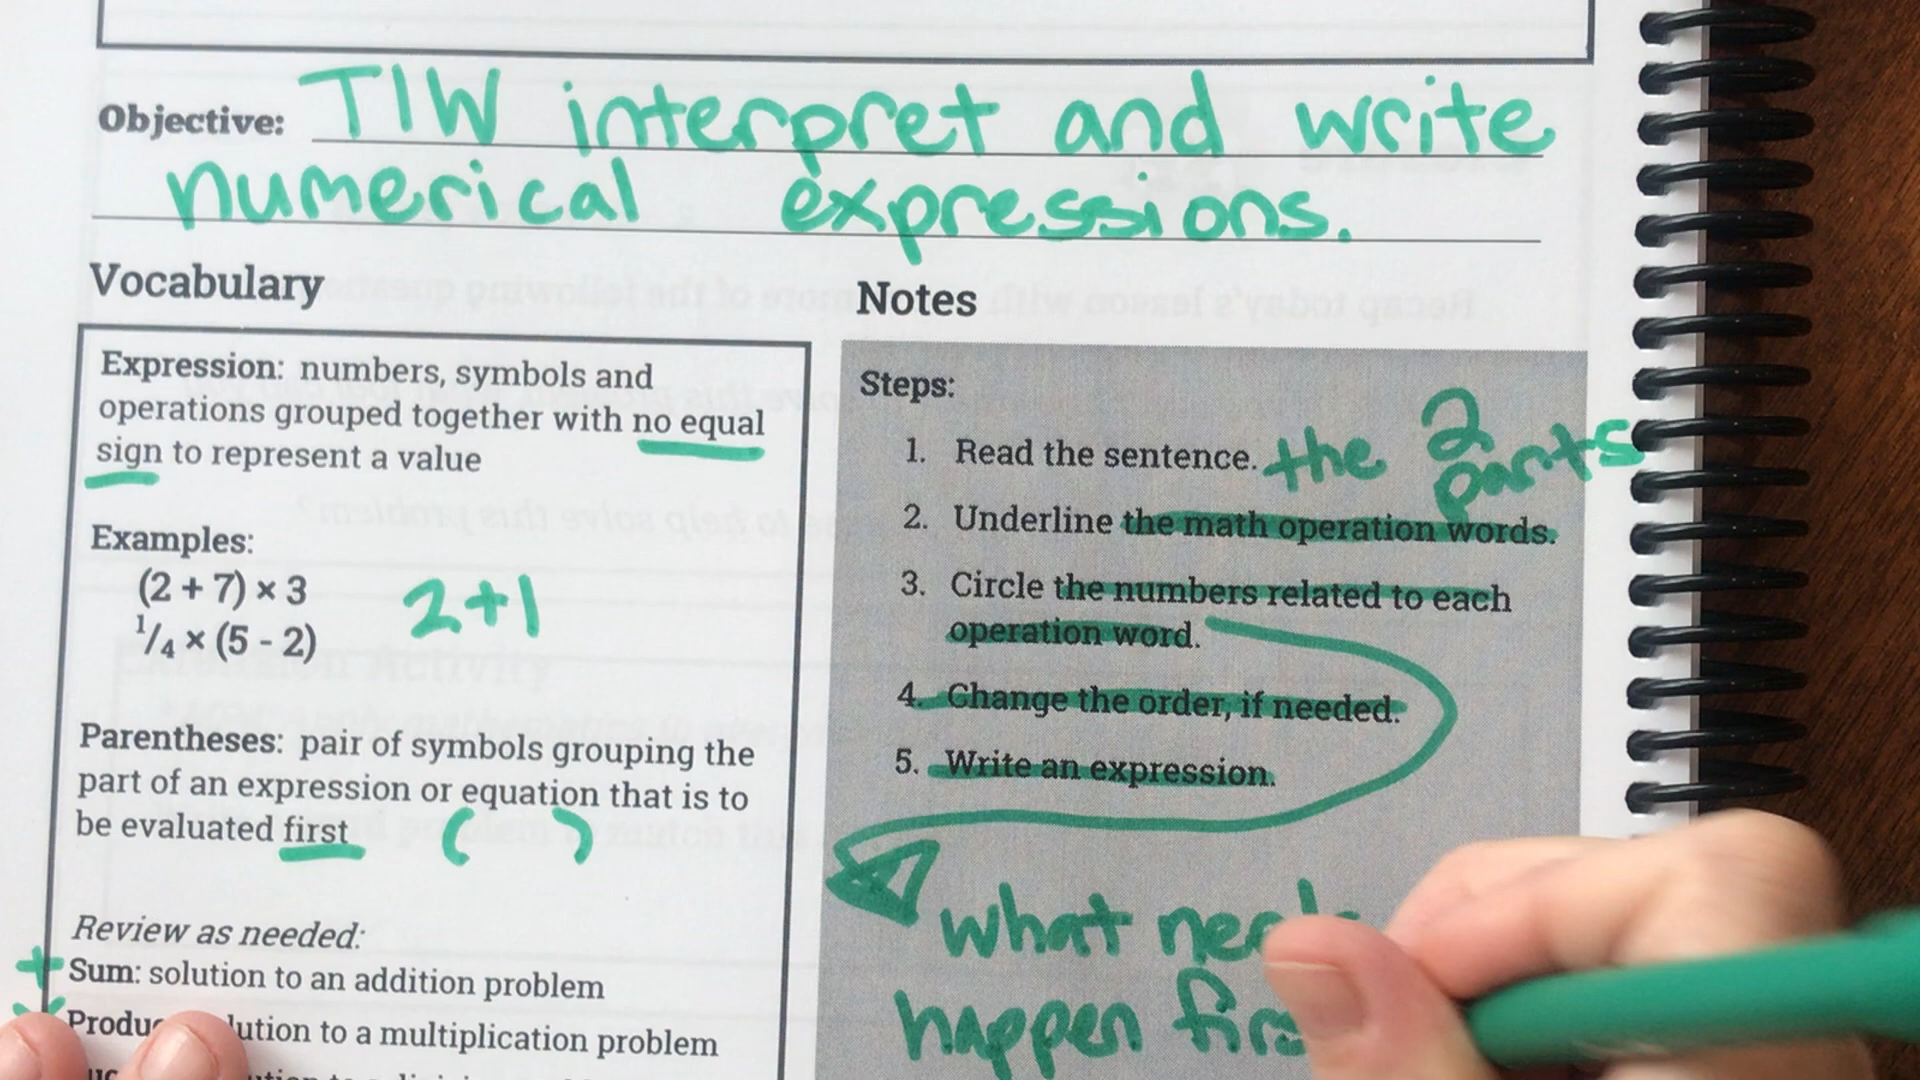 Objective: TIW interpret and write
numerical expressions.
Vocabulary
Expression: numbers, symbols and
operations grouped together with no equal
sign to represent a value
Examples:
(2 + 7) × 3
2+1
1/4 × (5 - 2)
Parentheses: pair of symbols grouping the
part of an expression or equation that is to
be evaluated first ( )
Review as needed:
+ Sum: solution to an addition problem
to a multiplication problem
Notes
Steps:
1. Read the sentence. the 2
parts
2. Underline the math operation words.
3. Circle the numbers related to each
operation word.
4. Change the order, if needed.
5. Write an expression.
what
happen